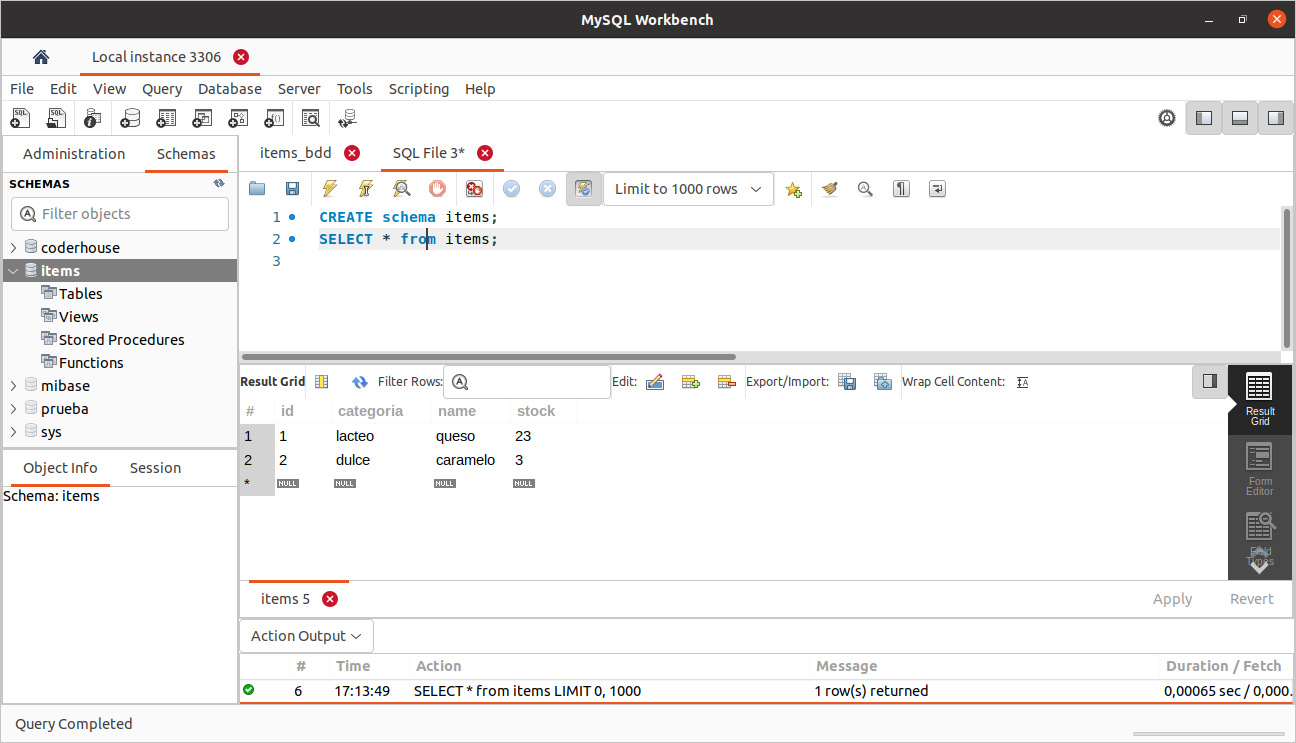 MySQL Workbench
Local instance 3306
File Edit View Query Database Server Tools Scripting Help
SQL SQL
Administration Schemas
SCHEMAS
Filter objects
coderhouse
items
Tables
Views
Stored Procedures
Functions
mibase
prueba
sys
Object Info Session
Schema: items
items_bdd SQL File 3*
Limit to 1000 rows
1 CREATE schema items;
2 SELECT * from items;
3
Result Grid Filter Rows: Edit: Export/Import: Wrap Cell Content: IA
# id categoria name stock
1 1 lacteo queso 23
2 2 dulce caramelo 3
* NULL NULL NULL NULL
Result
Grid
Form
Editor
Field
Types
items 5 Apply Revert
Action Output
# Time Action Message Duration / Fetch
6 17:13:49 SELECT * from items LIMIT 0, 1000 1 row(s) returned 0,00065 sec / 0,000.
Query Completed